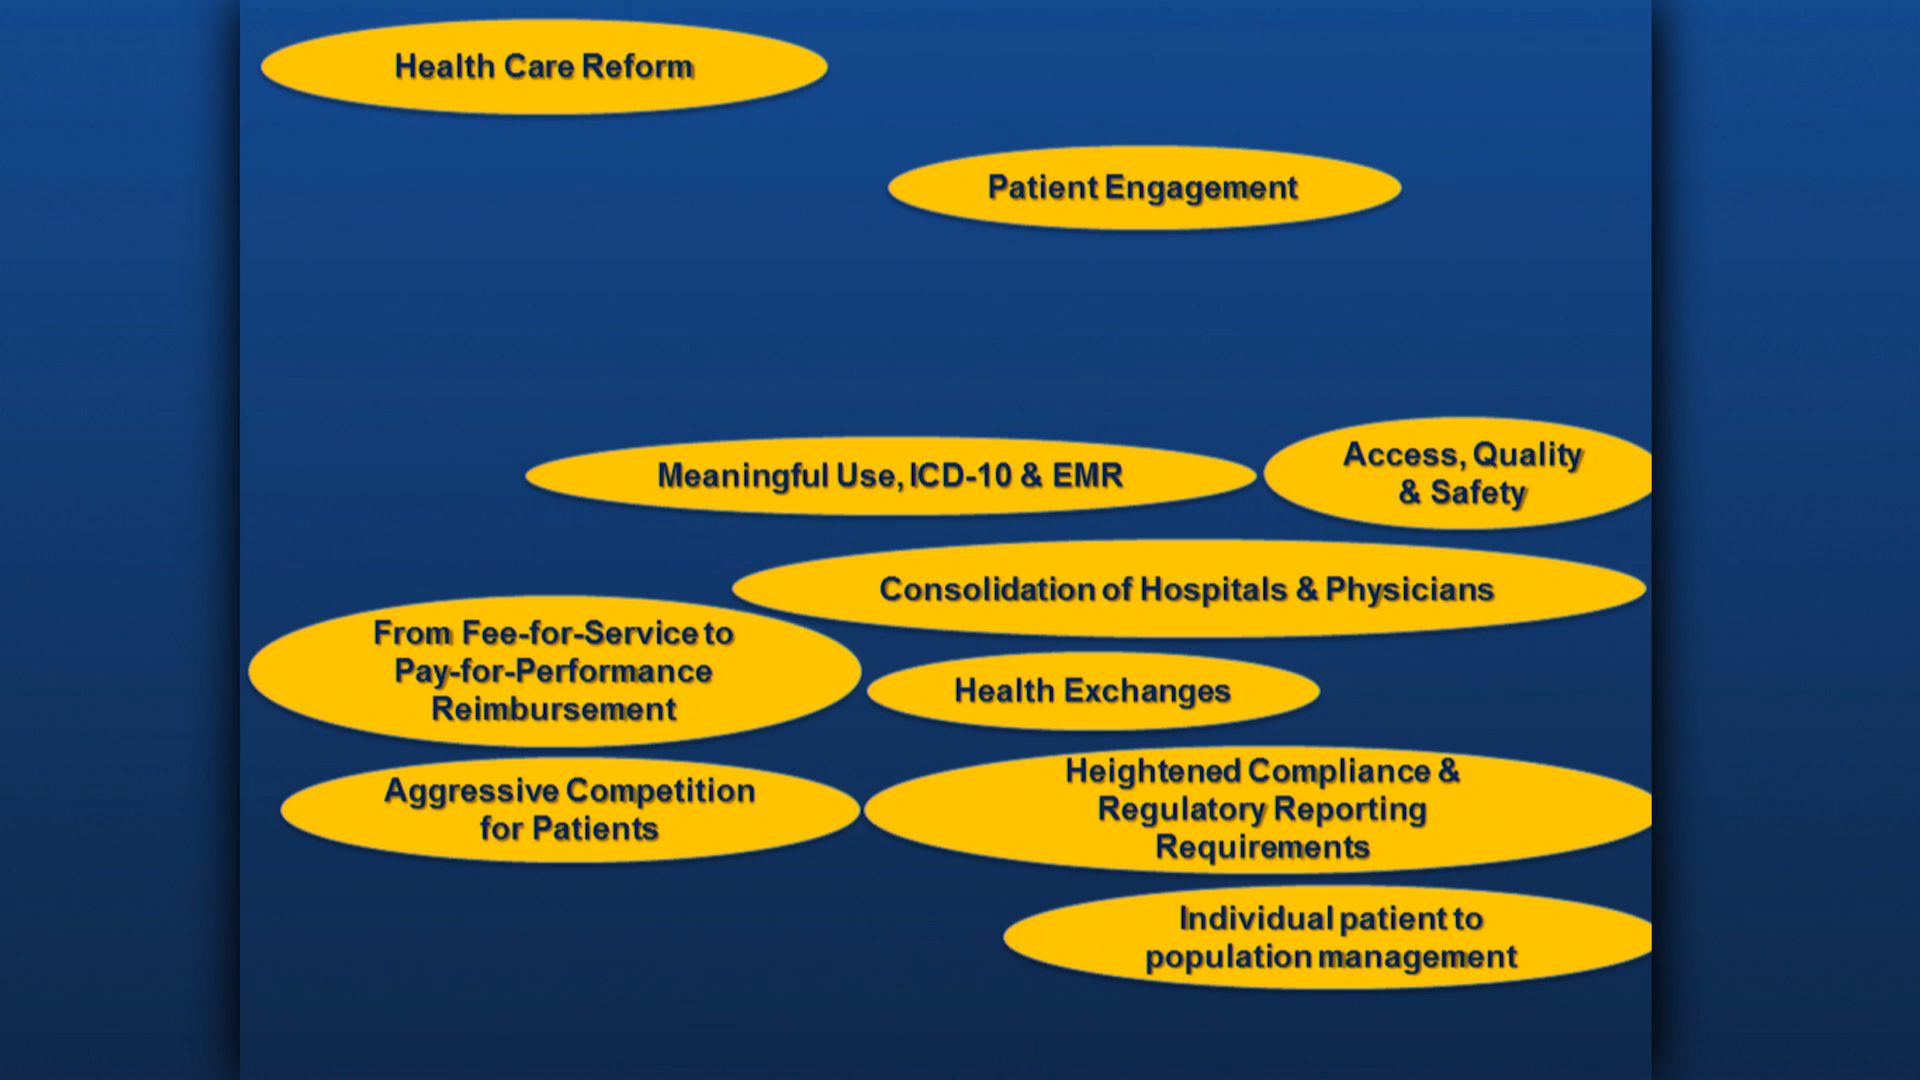 Health Care Reform
Patient Engagement
Meaningful Use, ICD-10 & EMR
Access, Quality
& Safety
Consolidation of Hospitals & Physicians
From Fee-for-Service to
Pay-for-Performance
Reimbursement
Health Exchanges
Aggressive Competition
for Patients
Heightened Compliance &
Regulatory Reporting
Requirements
Individual patient to
population management